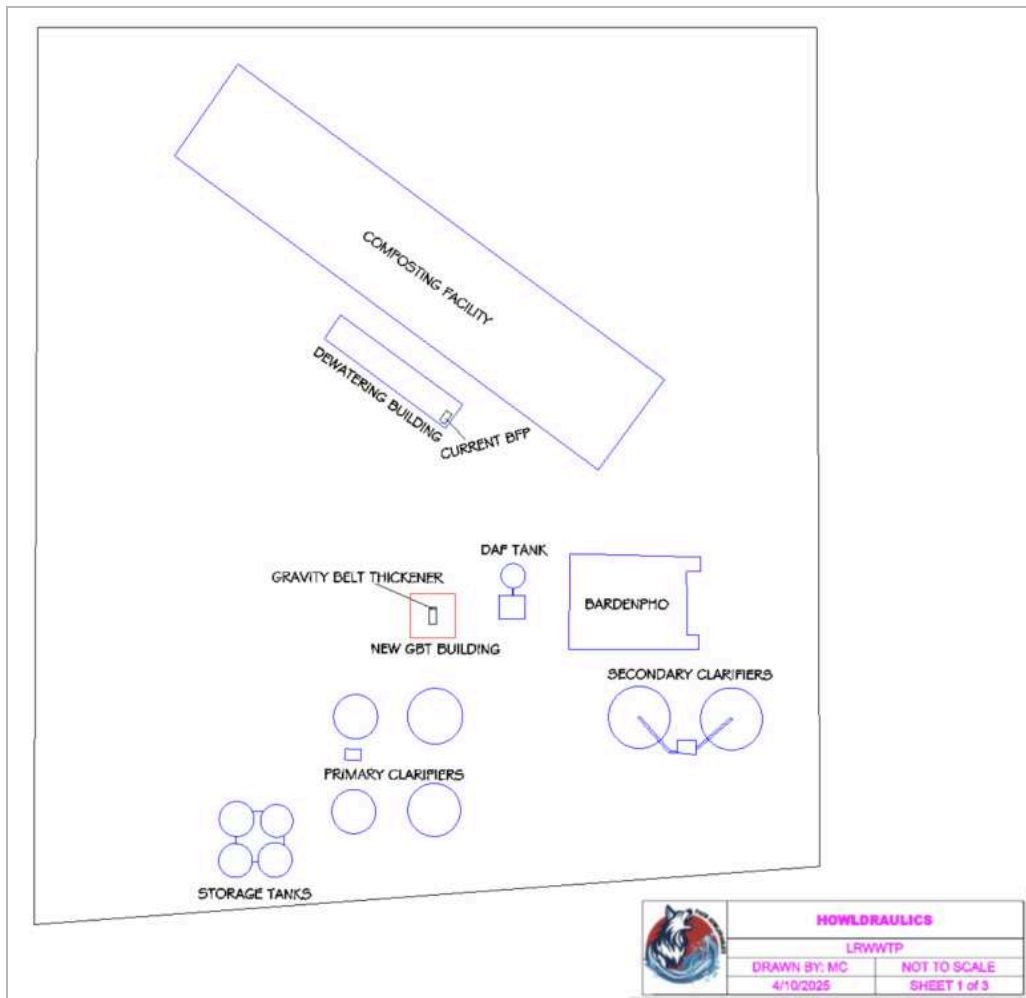 COMPOSTING FACILITY
DEWATERING BUILDING
CURRENT BFP
DAF TANK
GRAVITY BELT THICKENER
BARDENPHO
NEW GBT BUILDING
SECONDARY CLARIFIERS
PRIMARY CLARIFIERS
STORAGE TANKS
HOWLDRAULICS
LRWWTP
DRAWN BY: MC
NOT TO SCALE
4/10/2025
SHEET 1 of 3